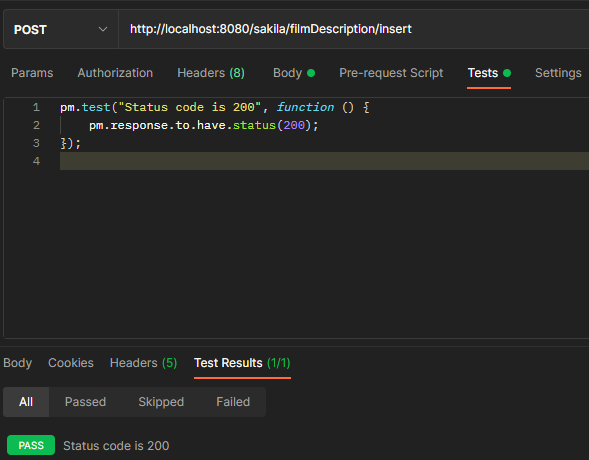 POST http://localhost:8080/sakila/filmDescription/insert
Params Authorization Headers (8) Body Pre-request Script Tests Settings
1 pm.test("Status code is 200", function () {
2 pm.response.to.have.status(200);
3 });
4
Body Cookies Headers (5) Test Results (1/1)
All Passed Skipped Failed
PASS Status code is 200